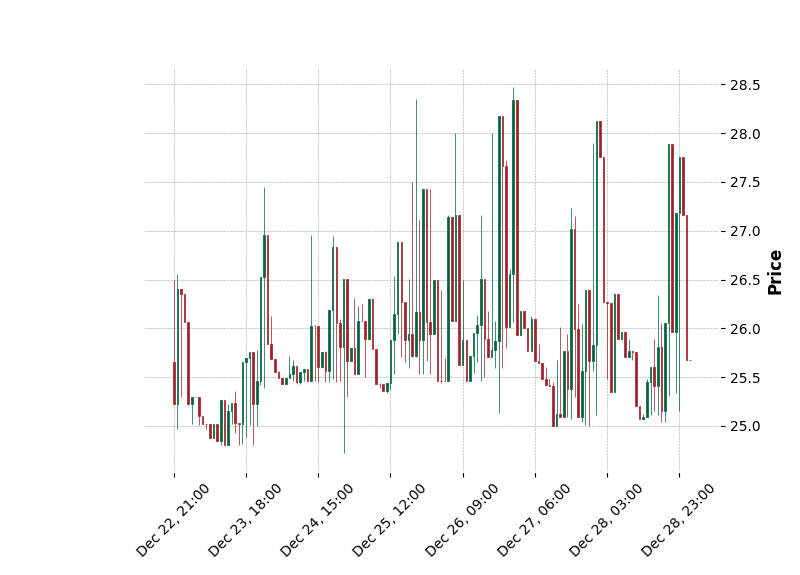 28.5
28.0
27.5
27.0
26.5
26.0
25.5
25.0
Price
Dec 22, 21:00
Dec 23, 18:00
Dec 24, 15:00
Dec 25, 12:00
Dec 26, 09:00
Dec 27, 06:00
Dec 28, 03:00
Dec 28, 23:00